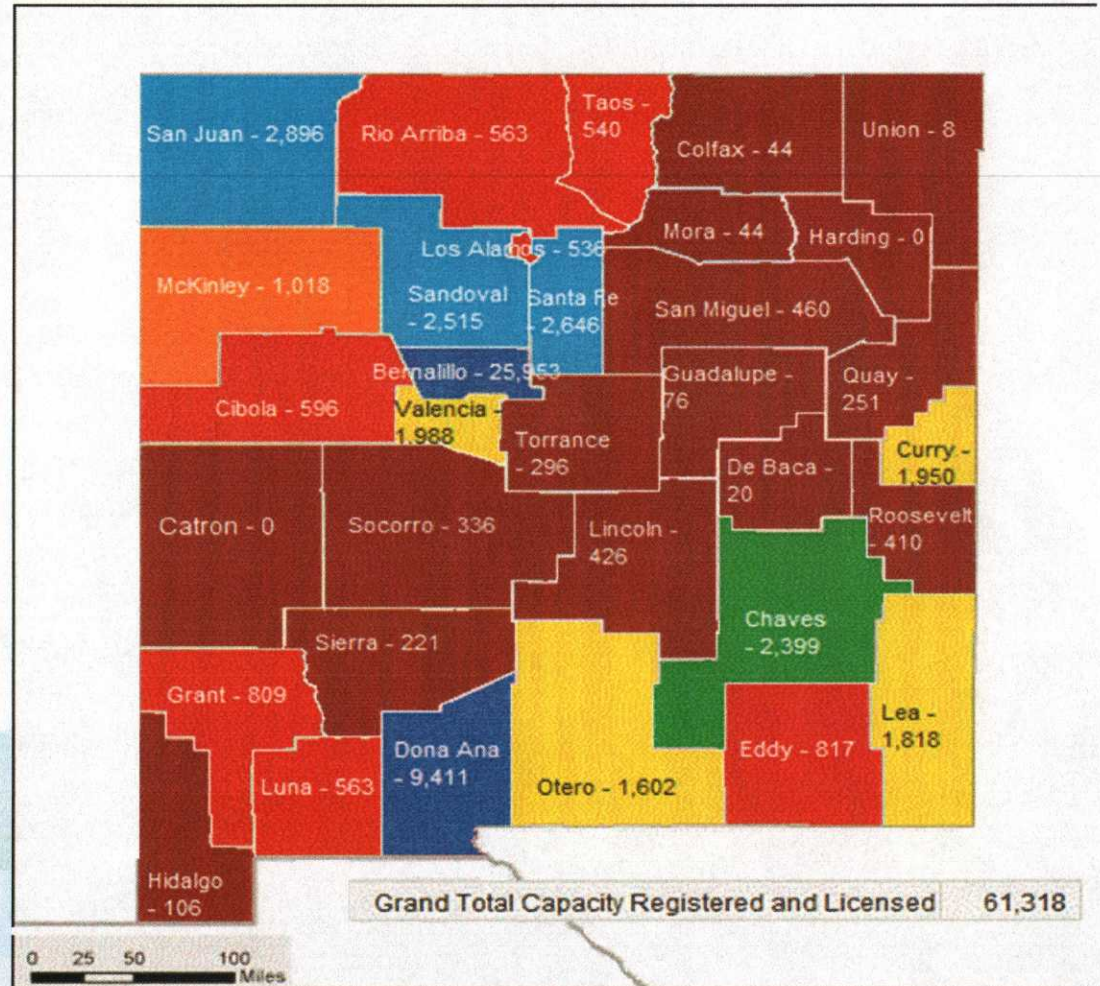 San Juan - 2,896
Rio Arriba - 563
Taos -
540
Colfax - 44
Union - 8
Mora - 44
Harding - 0
Los Alamos - 536
McKinley - 1,018
Sandoval
- 2,515
Santa Fe
- 2,646
San Miguel - 460
Bernalillo - 25,953
Guadalupe -
76
Quay -
251
Cibola - 596
Valencia -
1,988
Torrance
- 296
De Baca -
20
Curry -
1,950
Catron - 0
Socorro - 336
Lincoln -
426
Roosevelt
- 410
Chaves
- 2,399
Sierra - 221
Grant - 809
Luna - 563
Dona Ana
- 9,411
Otero - 1,602
Eddy - 817
Lea -
1,818
Hidalgo
- 106
Grand Total Capacity Registered and Licensed 61,318
0 25 50 100
Miles